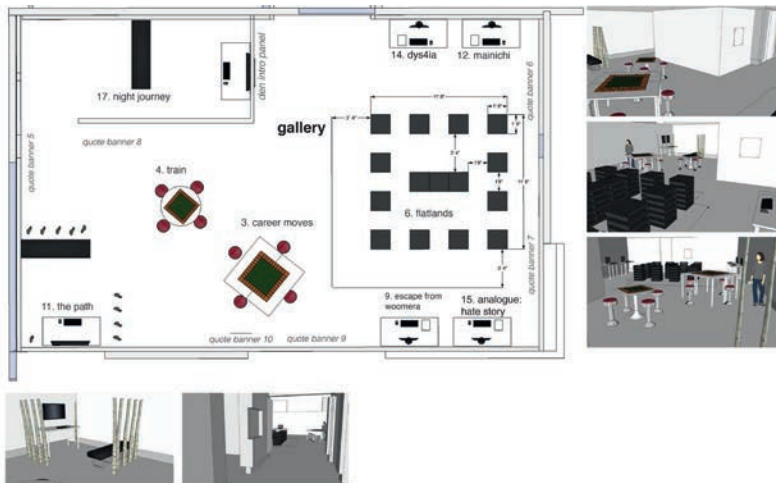 14. dys4ia
12. mainichi
17. night journey
den intro panel
quote banner 6
quote banner 5
quote banner 8
gallery
4. train
3. career moves
6. flatlands
quote banner 7
11. the path
9. escape from
woomera
15. analogue:
hate story
quote banner 10
quote banner 9